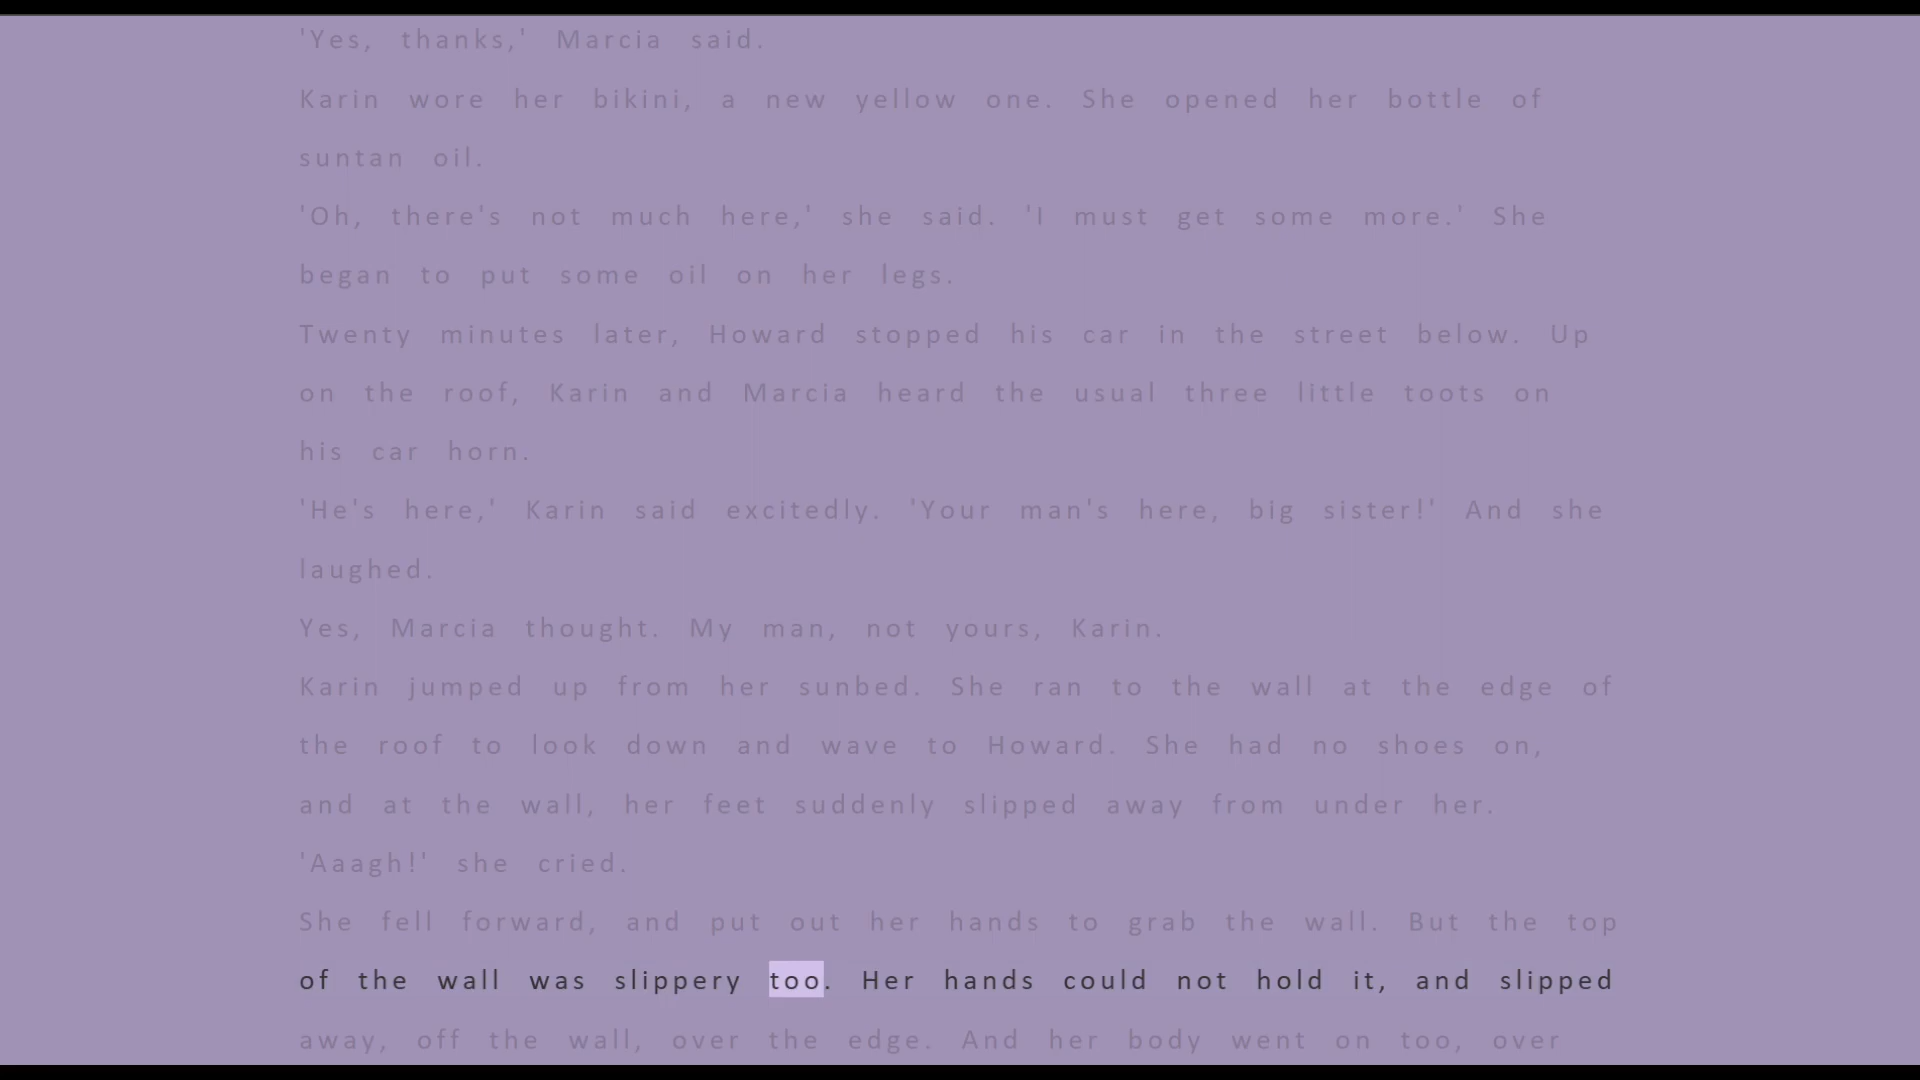 'Yes, thanks,' Marcia said.
Karin wore her bikini, a new yellow one. She opened her bottle of
suntan oil.
'Oh, there's not much here,' she said. 'I must get some more.' She
began to put some oil on her legs.
Twenty minutes later, Howard stopped his car in the street below. Up
on the roof, Karin and Marcia heard the usual three little toots on
his car horn.
'He's here,' Karin said excitedly. 'Your man's here, big sister!' And she
laughed.
Yes, Marcia thought. My man, not yours, Karin.
Karin jumped up from her sunbed. She ran to the wall at the edge of
the roof to look down and wave to Howard. She had no shoes on,
and at the wall, her feet suddenly slipped away from under her.
'Aaagh!' she cried.
She fell forward, and put out her hands to grab the wall. But the top
of the wall was slippery too. Her hands could not hold it, and slipped
away, off the wall, over the edge. And her body went on too, over